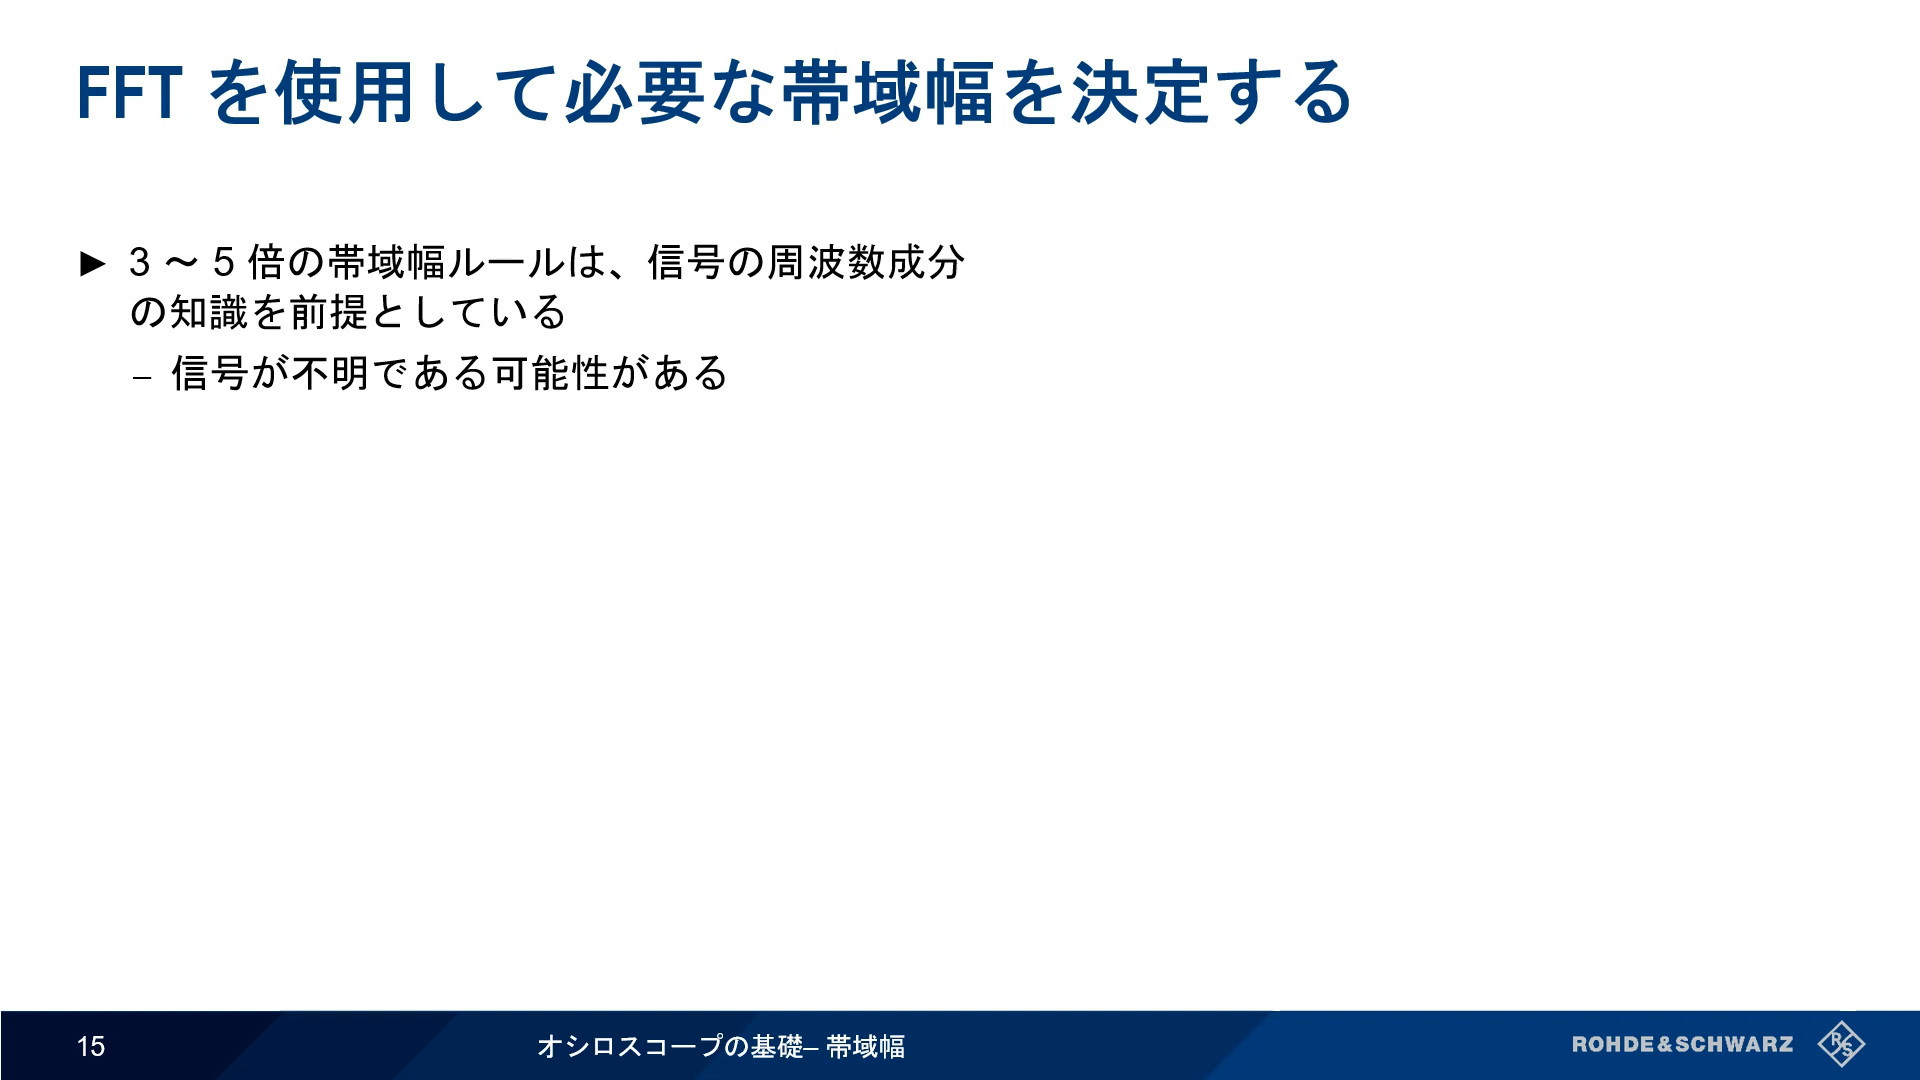 FFT を使用して必要な帯域幅を決定する
► 3 ～ 5 倍の帯域幅ルールは、信号の周波数成分
の知識を前提としている
– 信号が不明である可能性がある
15
オシロスコープの基礎– 帯域幅
ROHDE&SCHWARZ
R S